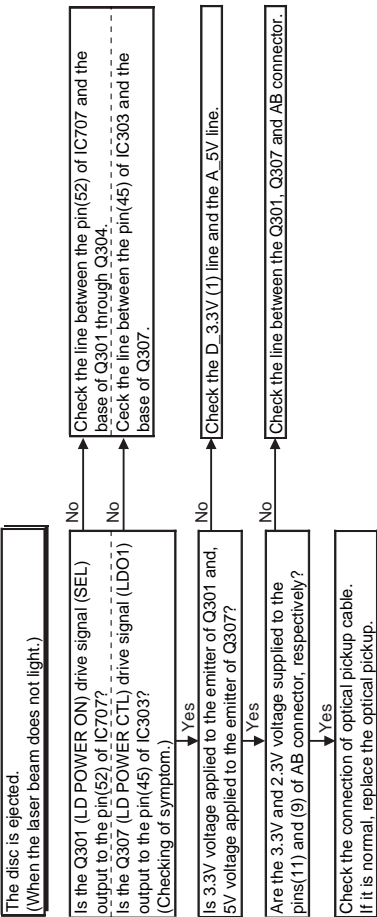 The disc is ejected.
(When the laser beam does not light.)
Is the Q301 (LD POWER ON) drive signal (SEL)
output to the pin(52) of IC707?
Is the Q307 (LD POWER CTL) drive signal (LDO1)
output to the pin(45) of IC303?
(Checking of symptom.)
No
Check the line between the pin(52) of IC707 and the
base of Q301 through Q304.
No
Ceck the line between the pin(45) of IC303 and the
base of Q307.
Yes
Is 3.3V voltage applied to the emitter of Q301 and,
5V voltage applied to the emitter of Q307?
No
Check the D_3.3V (1) line and the A_5V line.
Yes
Are the 3.3V and 2.3V voltage supplied to the
pins(11) and (9) of AB connector, respectively?
No
Check the line between the Q301, Q307 and AB connector.
Yes
Check the connection of optical pickup cable.
If it is normal, replace the optical pickup.